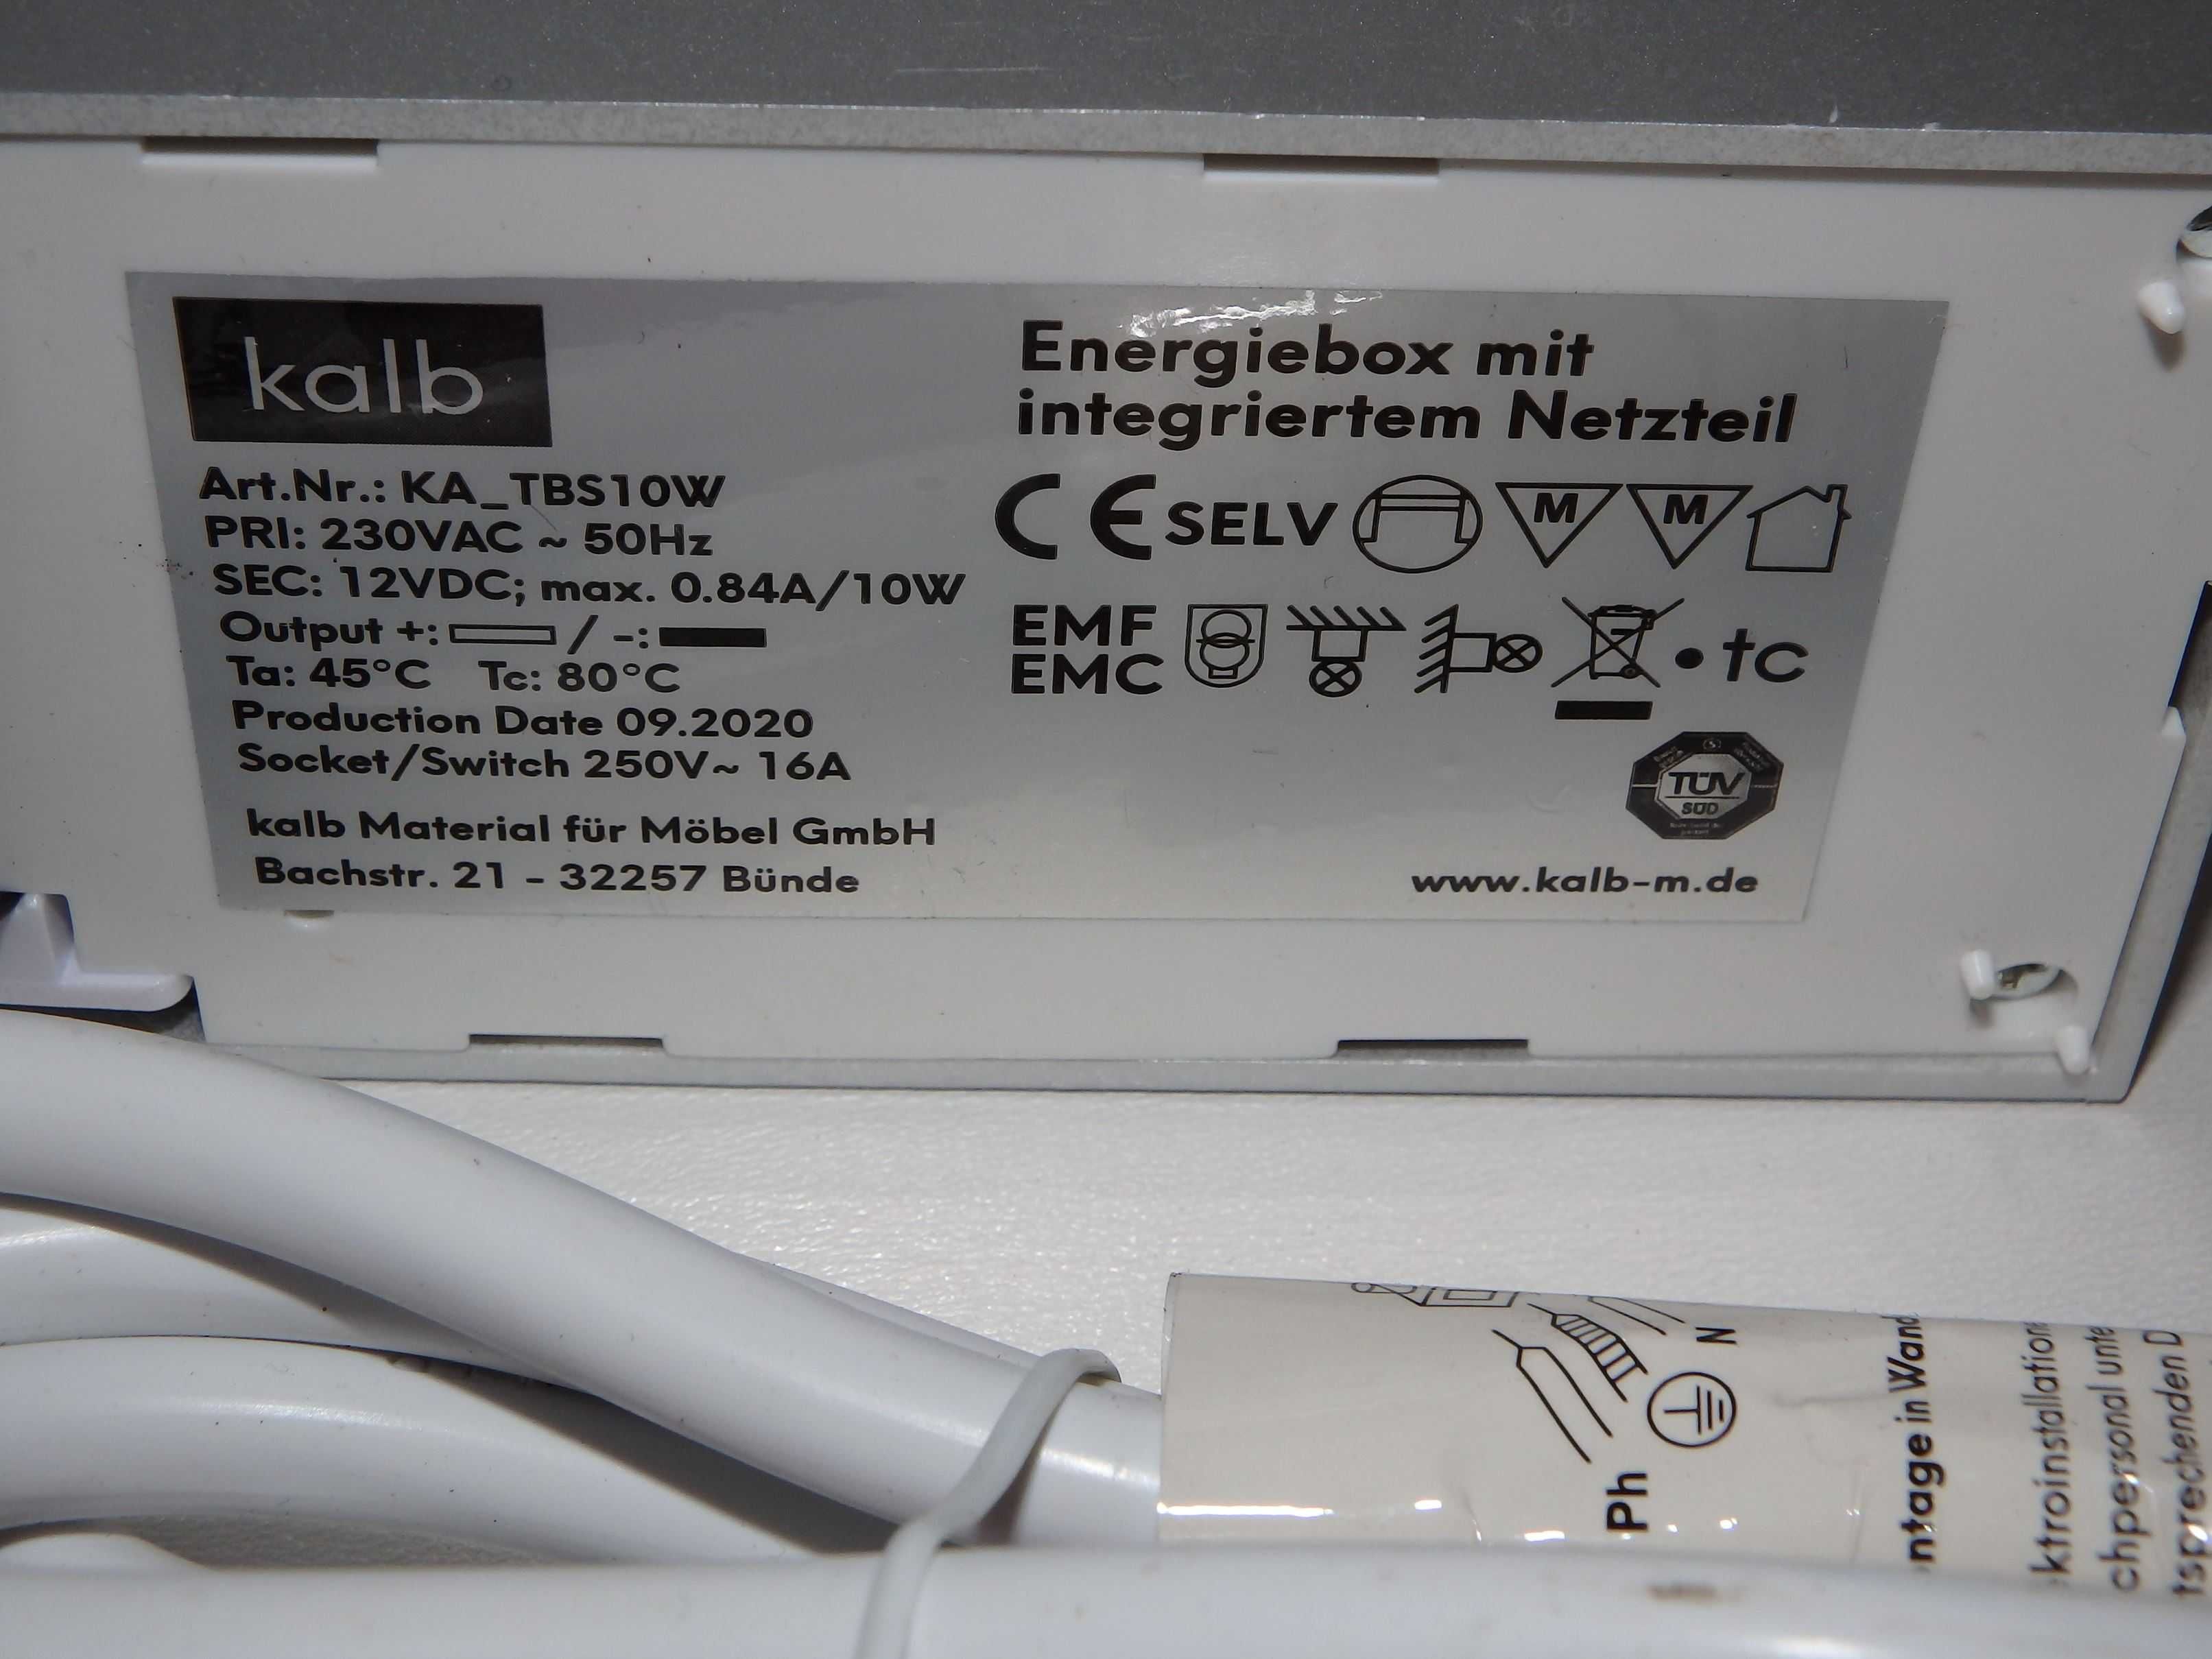 kalb
Art.Nr.: KA_TBS10W
PRI: 230VAC ~ 50Hz
SEC: 12VDC; max. 0.84A/10W
Output +: / -:
Ta: 45°C Tc: 80°C
Production Date 09.2020
Socket/Switch 250V~ 16A
kalb Material für Möbel GmbH
Bachstr. 21 - 32257 Bünde
Energiebox mit
integriertem Netzteil
CE SELV M M
EMF
EMC
• tc
TÜV
SÜD
www.kalb-m.de
Ph N
ntage in Wand
ktroinstallation
chpersonal unte
tsprechenden D